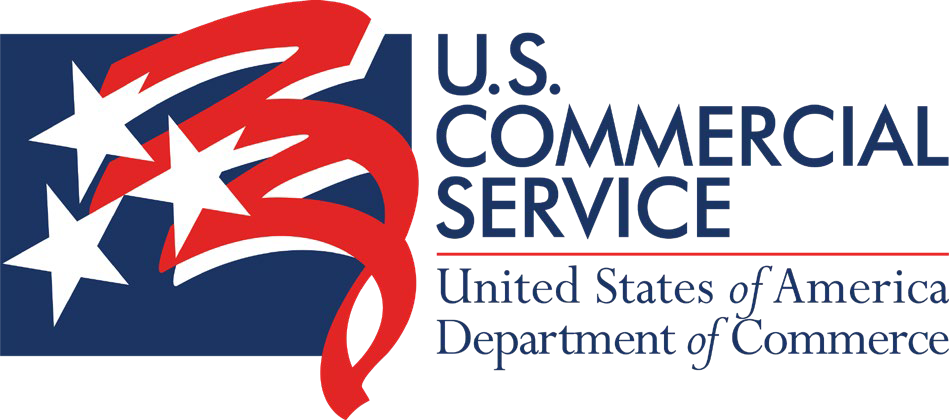 U.S.
COMMERCIAL
SERVICE
United States of America
Department of Commerce